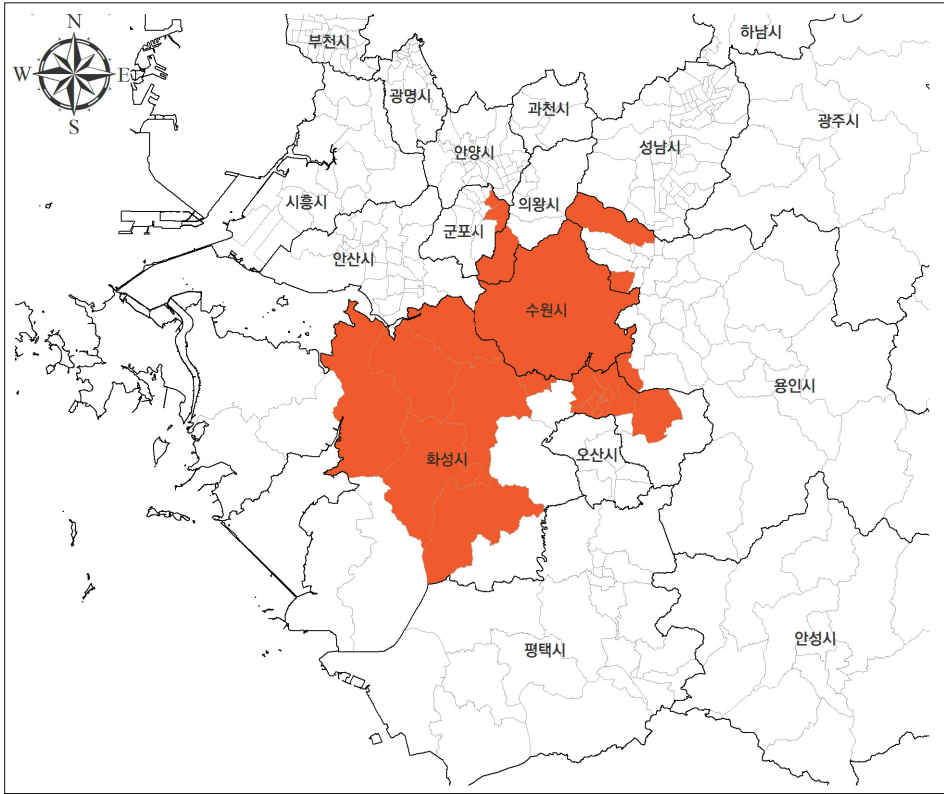 N
W E
S
부천시
하남시
광명시
과천시
광주시
안양시
성남시
시흥시
의왕시
군포시
안산시
수원시
용인시
화성시
오산시
평택시
안성시